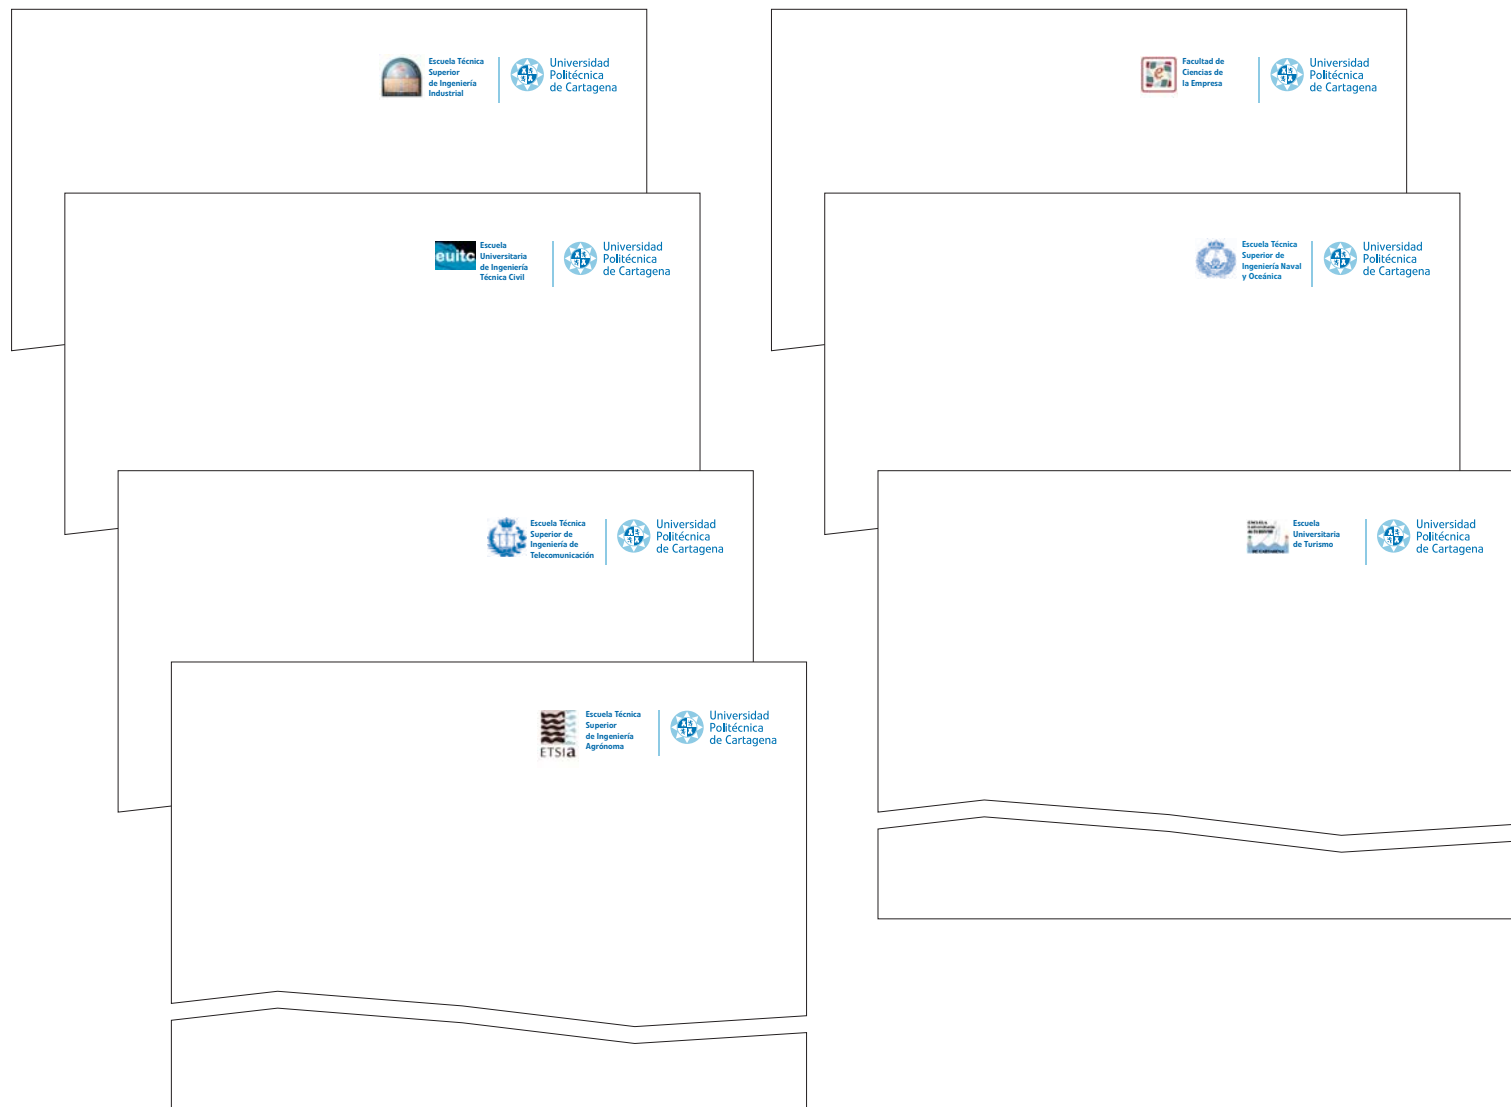 Escuela Técnica
Superior
de Ingeniería
Industrial
Universidad
Politécnica
de Cartagena
euitc
Escuela
Universitaria
de Ingeniería
Técnica Civil
Universidad
Politécnica
de Cartagena
Escuela Técnica
Superior de
Ingeniería de
Telecomunicación
Universidad
Politécnica
de Cartagena
ETSIa
Escuela Técnica
Superior
de Ingeniería
Agrónoma
Universidad
Politécnica
de Cartagena
e
Facultad de
Ciencias de
la Empresa
Universidad
Politécnica
de Cartagena
Escuela Técnica
Superior de
Ingeniería Naval
y Oceánica
Universidad
Politécnica
de Cartagena
ESCUELA
DE CARTAGENA
Escuela
Universitaria
de Turismo
Universidad
Politécnica
de Cartagena